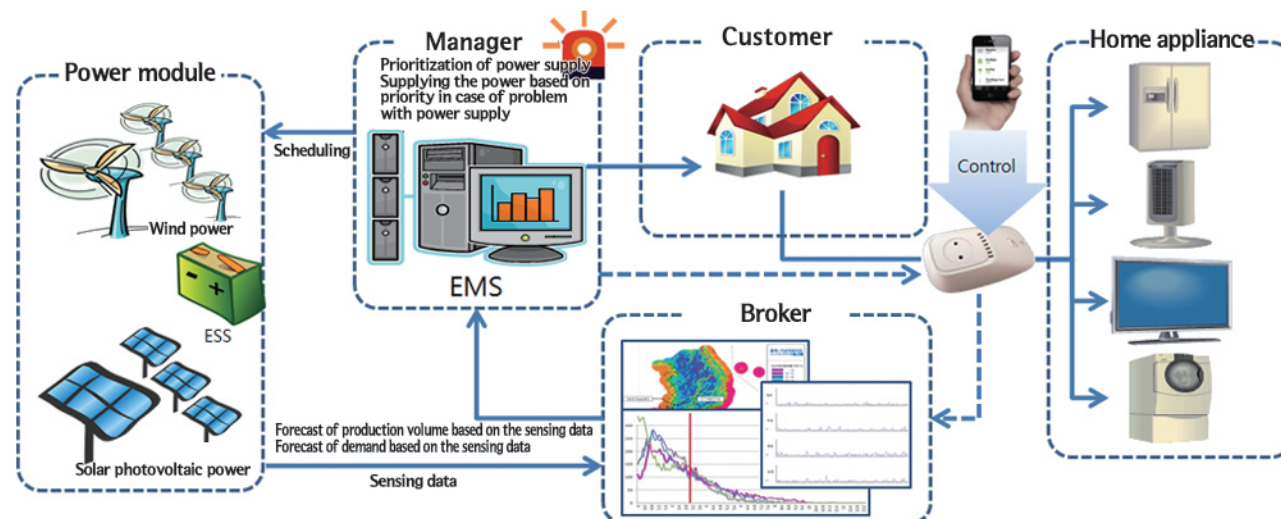 Power module
Wind power
ESS
Solar photovoltaic power
Scheduling
Manager
Prioritization of power supply
Supplying the power based on
priority in case of problem
with power supply
EMS
Customer
Control
Home appliance
Broker
Forecast of production volume based on the sensing data
Forecast of demand based on the sensing data
Sensing data